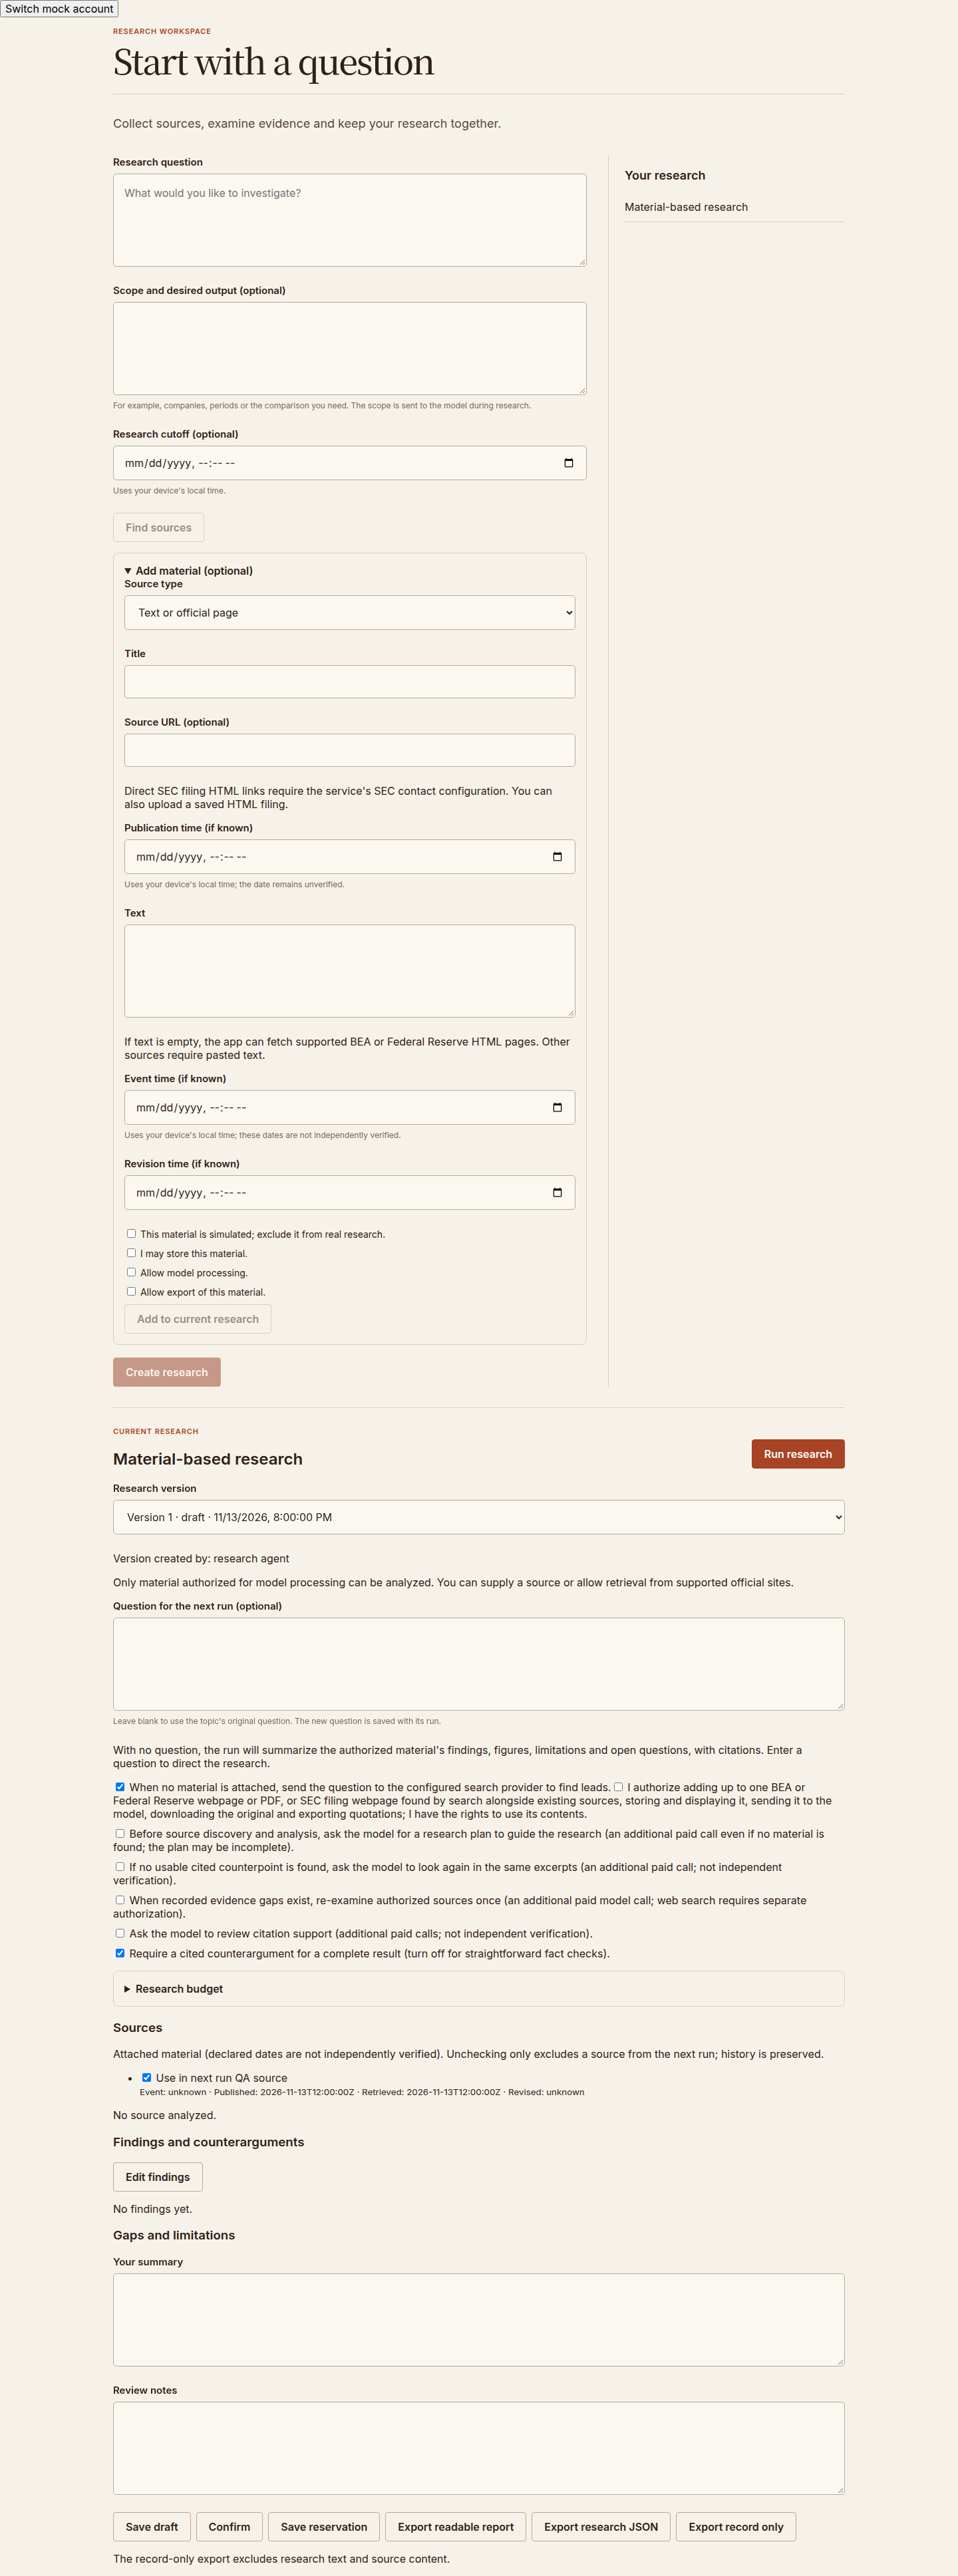 Switch mock account
RESEARCH WORKSPACE
Start with a question
Collect sources, examine evidence and keep your research together.
Research question
What would you like to investigate?
Scope and desired output (optional)
For example, companies, periods or the comparison you need. The scope is sent to the model during research.
Research cutoff (optional)
mm/dd/yyyy, --:-- --
Uses your device's local time.
Find sources
▼ Add material (optional)
Source type
Text or official page
Title
Source URL (optional)
Direct SEC filing HTML links require the service's SEC contact configuration. You can
also upload a saved HTML filing.
Publication time (if known)
mm/dd/yyyy, --:-- --
Uses your device's local time; the date remains unverified.
Text
If text is empty, the app can fetch supported BEA or Federal Reserve HTML pages. Other
sources require pasted text.
Event time (if known)
mm/dd/yyyy, --:-- --
Uses your device's local time; these dates are not independently verified.
Revision time (if known)
mm/dd/yyyy, --:-- --
This material is simulated; exclude it from real research.
I may store this material.
Allow model processing.
Allow export of this material.
Add to current research
Create research
Your research
Material-based research
CURRENT RESEARCH
Material-based research
Run research
Research version
Version 1 · draft · 11/13/2026, 8:00:00 PM
Version created by: research agent
Only material authorized for model processing can be analyzed. You can supply a source or allow retrieval from supported official sites.
Question for the next run (optional)
Leave blank to use the topic's original question. The new question is saved with its run.
With no question, the run will summarize the authorized material's findings, figures, limitations and open questions, with citations. Enter a
question to direct the research.
When no material is attached, send the question to the configured search provider to find leads. I authorize adding up to one BEA or
Federal Reserve webpage or PDF, or SEC filing webpage found by search alongside existing sources, storing and displaying it, sending it to the
model, downloading the original and exporting quotations; I have the rights to use its contents.
Before source discovery and analysis, ask the model for a research plan to guide the research (an additional paid call even if no material is
found; the plan may be incomplete).
If no usable cited counterpoint is found, ask the model to look again in the same excerpts (an additional paid call; not independent
verification).
When recorded evidence gaps exist, re-examine authorized sources once (an additional paid model call; web search requires separate
authorization).
Ask the model to review citation support (additional paid calls; not independent verification).
Require a cited counterargument for a complete result (turn off for straightforward fact checks).
▶ Research budget
Sources
Attached material (declared dates are not independently verified). Unchecking only excludes a source from the next run; history is preserved.
• Use in next run QA source
Event: unknown · Published: 2026-11-13T12:00:00Z · Retrieved: 2026-11-13T12:00:00Z · Revised: unknown
No source analyzed.
Findings and counterarguments
Edit findings
No findings yet.
Gaps and limitations
Your summary
Review notes
Save draft
Confirm
Save reservation
Export readable report
Export research JSON
Export record only
The record-only export excludes research text and source content.